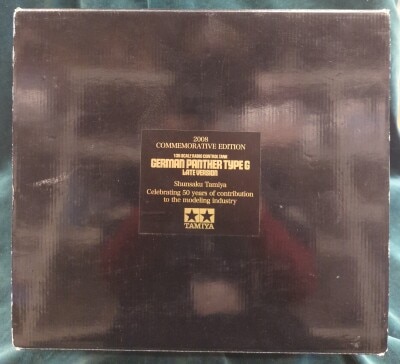 2008
COMMEMORATIVE EDITION
1/35 SCALE RADIO CONTROL TANK
GERMAN PANTHER TYPE G
LATE VERSION
Shunsaku Tamiya
Celebrating 50 years of contribution
to the modeling industry
TAMIYA